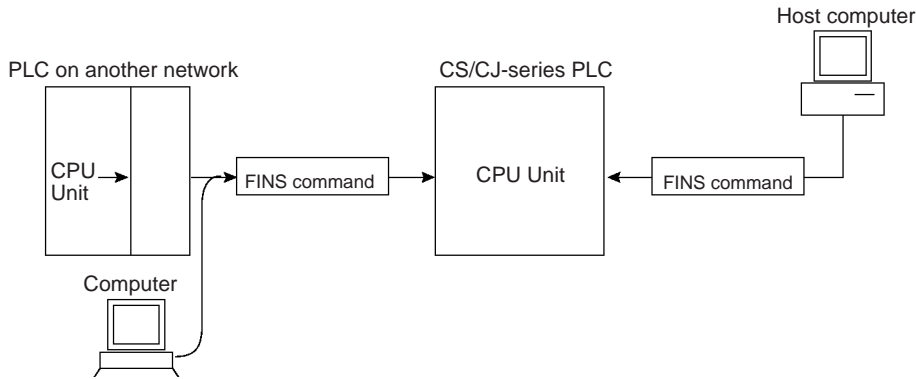 Host computer
PLC on another network
CS/CJ-series PLC
CPU
Unit
FINS command
CPU Unit
FINS command
Computer